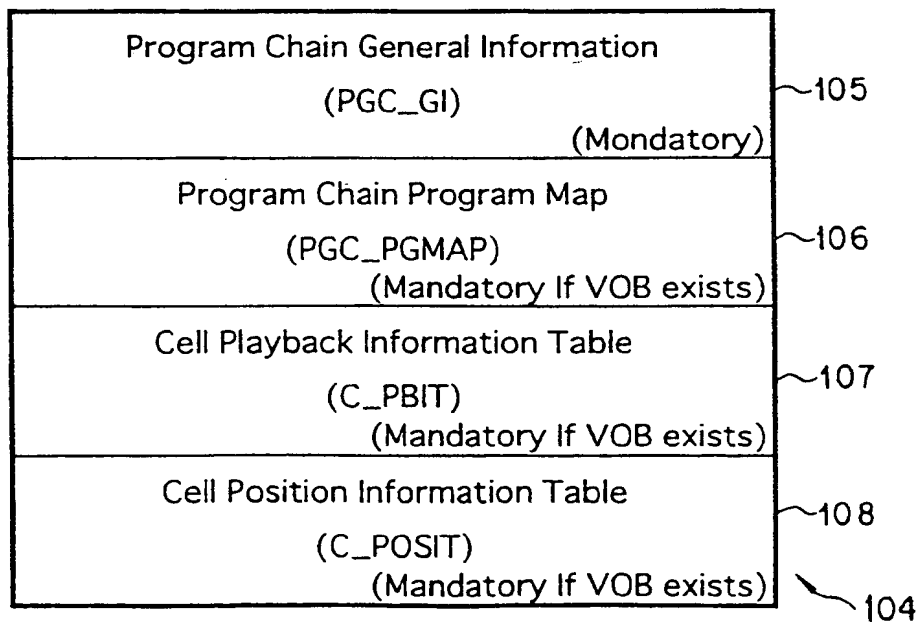 Program Chain General Information
(PGC_GI)
(Mondatory)
105
Program Chain Program Map
(PGC_PGMAP)
(Mandatory If VOB exists)
106
Cell Playback Information Table
(C_PBIT)
(Mandatory If VOB exists)
107
Cell Position Information Table
(C_POSIT)
(Mandatory If VOB exists)
108
104